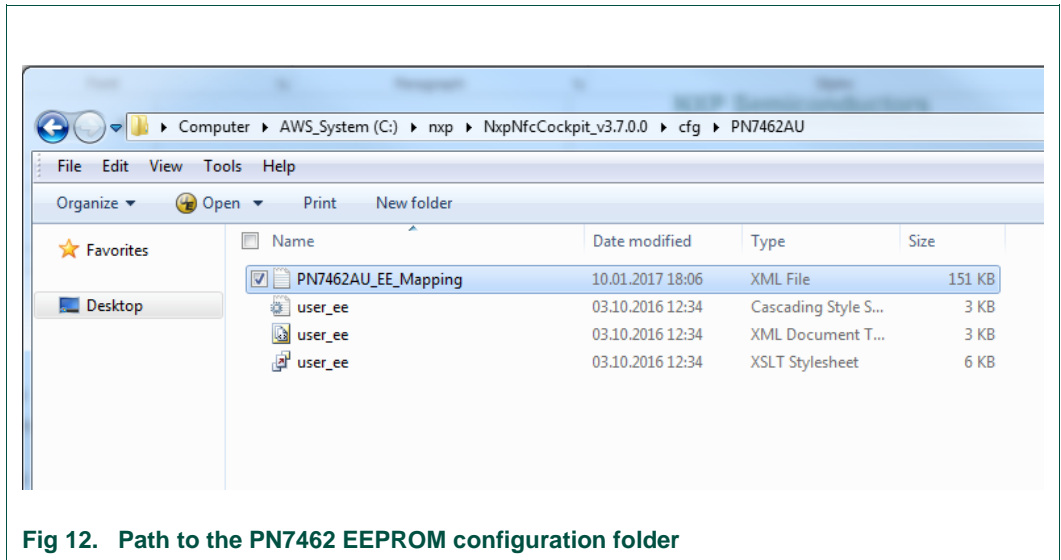 NXP Semiconductors
Computer ▸ AWS_System (C:) ▸ nxp ▸ NxpNfcCockpit_v3.7.0.0 ▸ cfg ▸ PN7462AU
File Edit View Tools Help
Organize Open Print New folder
Favorites
Desktop
Name Date modified Type Size
PN7462AU_EE_Mapping 10.01.2017 18:06 XML File 151 KB
user_ee 03.10.2016 12:34 Cascading Style S... 3 KB
user_ee 03.10.2016 12:34 XML Document T... 3 KB
user_ee 03.10.2016 12:34 XSLT Stylesheet 6 KB
Fig 12. Path to the PN7462 EEPROM configuration folder